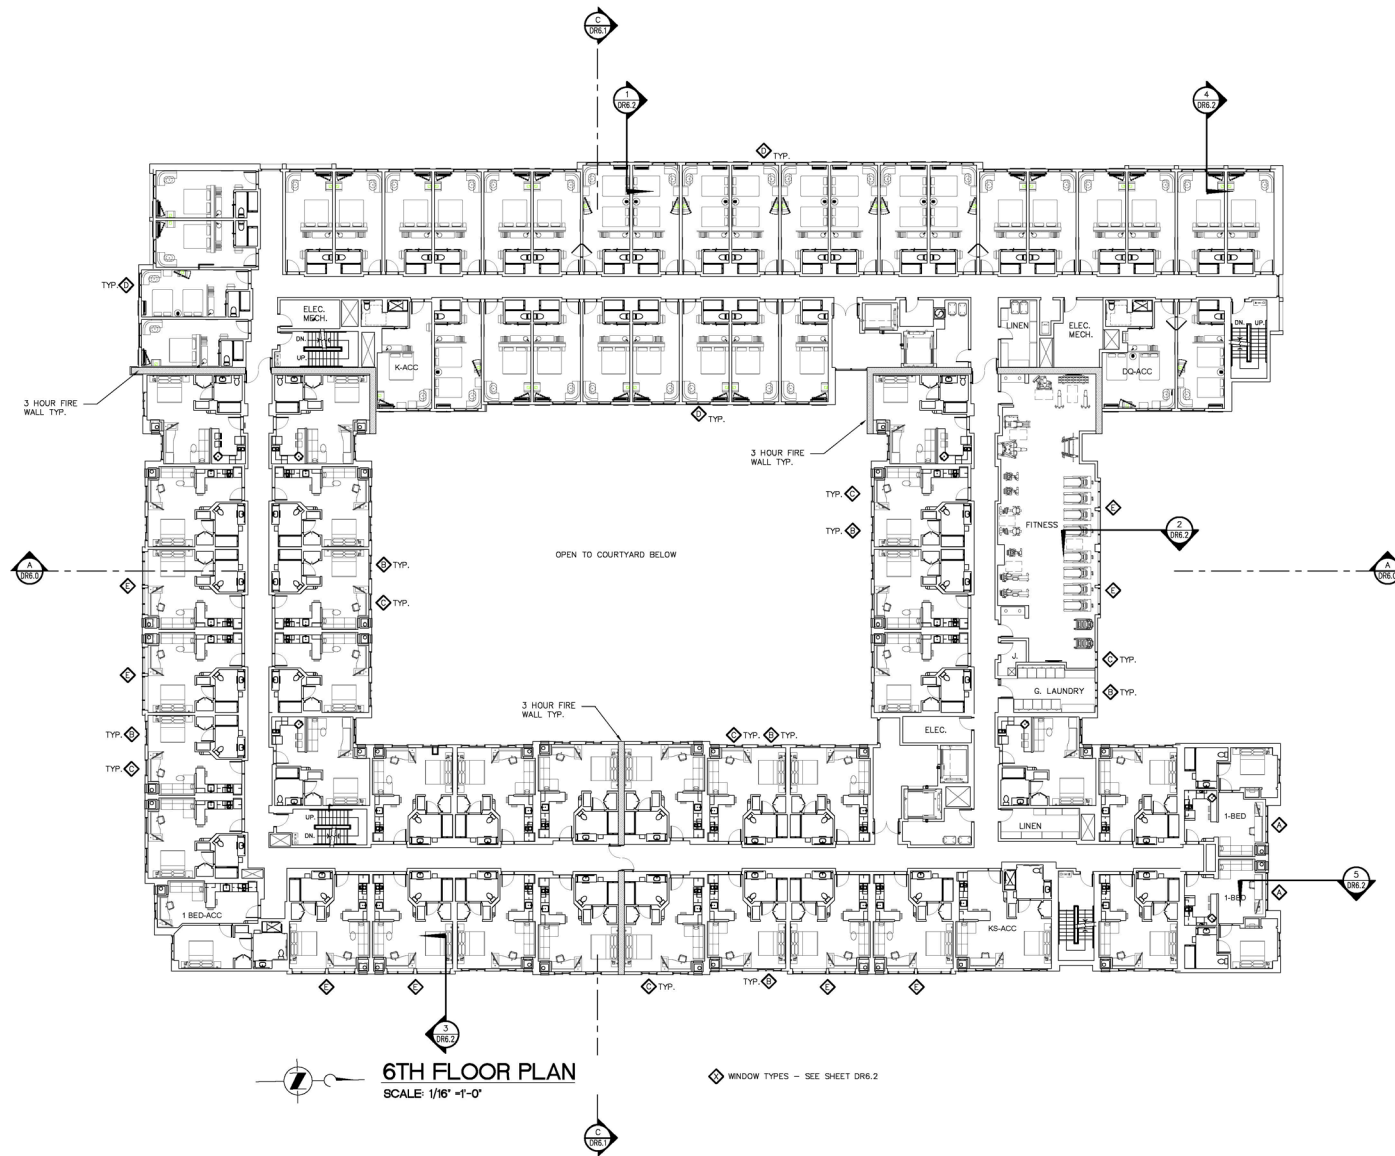 C
DR6.1
1
DR6.2
4
DR6.2
D TYP.
TYP. D
ELEC.
MECH.
DN.
UP.
K-ACC
LINEN
ELEC.
MECH.
DQ-ACC
DN.
UP.
3 HOUR FIRE
WALL TYP.
D
TYP.
3 HOUR FIRE
WALL TYP.
TYP. C
TYP. B
E
FITNESS
2
DR6.2
OPEN TO COURTYARD BELOW
A
DR6.0
A
DR6.0
B TYP.
C TYP.
E
E
E
J.
C TYP.
G. LAUNDRY
B TYP.
3 HOUR FIRE
WALL TYP.
TYP. B
TYP. C
C TYP. B TYP.
ELEC.
UP.
DN.
LINEN
1-BED
A
1-BED
A
5
DR6.2
1 BED-ACC
KS-ACC
E
E
C TYP.
TYP. B
E
E
3
DR6.2
6TH FLOOR PLAN
SCALE: 1/16" =1'-0"
X WINDOW TYPES - SEE SHEET DR6.2
C
DR6.1